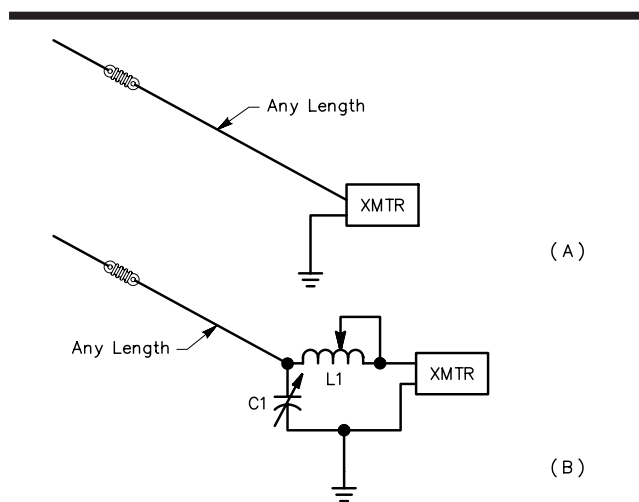 Any Length
XMTR
(A)
Any Length
L1
XMTR
C1
(B)